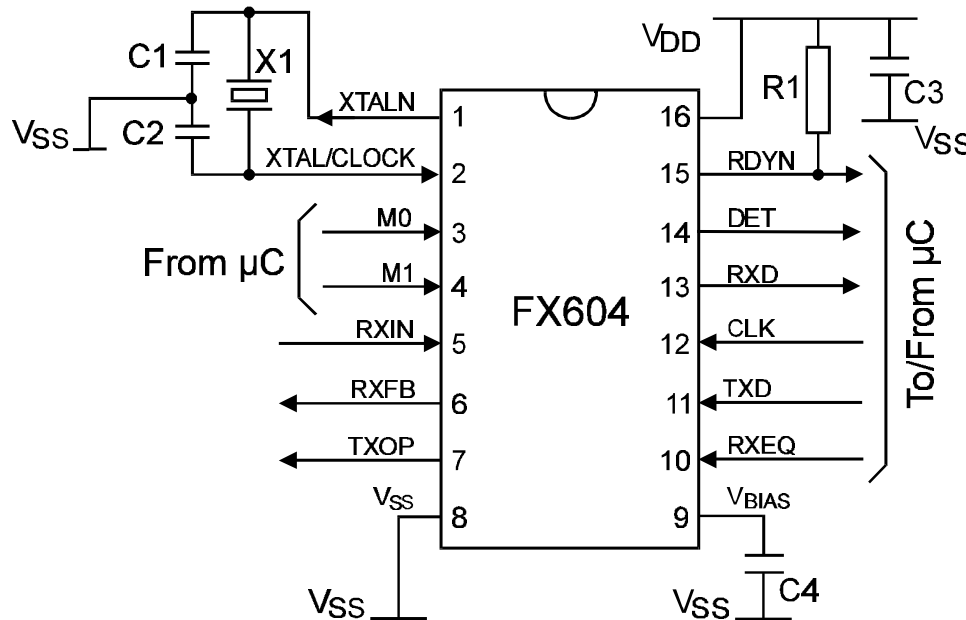 C1
X1
VSS
C2
XTALN
XTAL/CLOCK
From µC
M0
M1
RXIN
RXFB
TXOP
VSS
VSS
1
2
3
4
5
6
7
8
FX604
16
15
14
13
12
11
10
9
VDD
R1
C3
VSS
RDYN
DET
RXD
CLK
TXD
RXEQ
To/From µC
VBIAS
C4
VSS